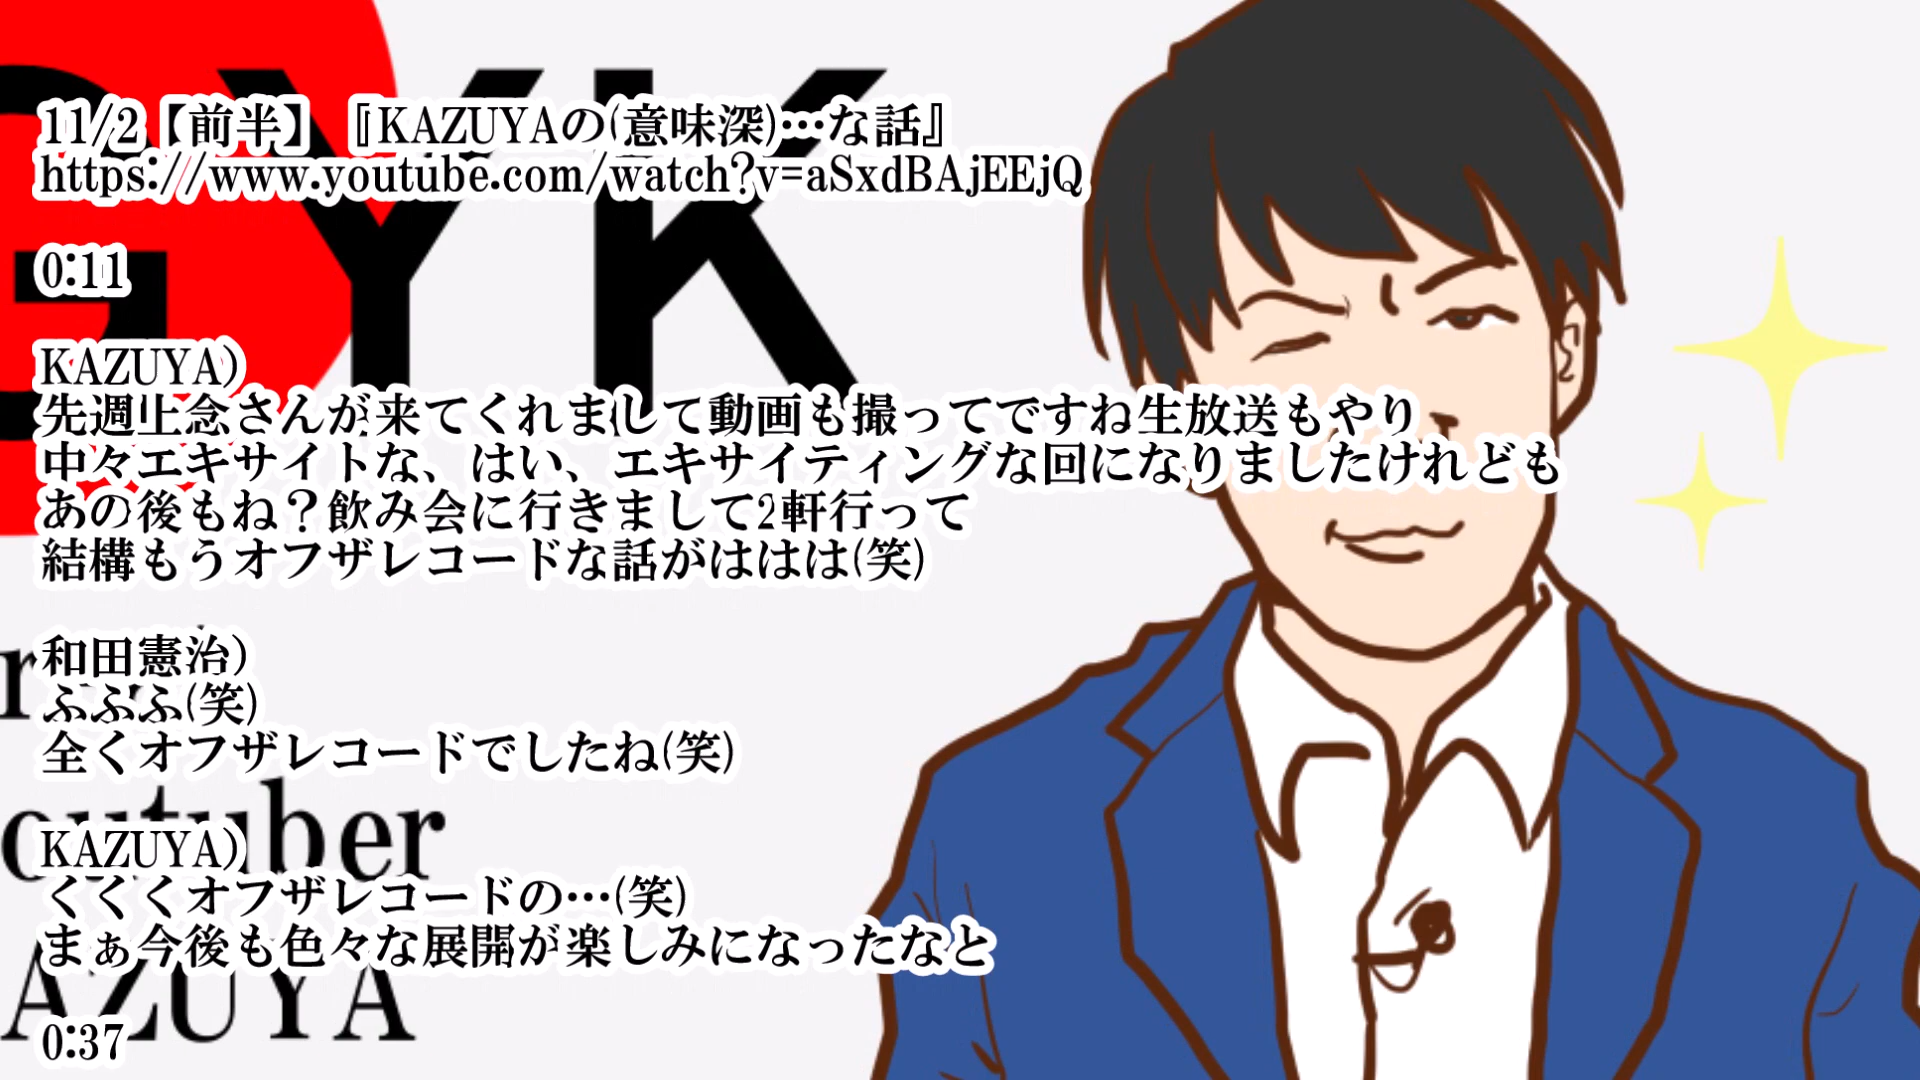 GYK
11/2【前半】『KAZUYAの(意味深)…な話』
https://www.youtube.com/watch?v=aSxdBAjEEjQ
0:11
KAZUYA)
先週上念さんが来てくれまして動画も撮ってですね生放送もやり
中々エキサイトな、はい、エキサイティングな回になりましたけれども
あの後もね？飲み会に行きまして2軒行って
結構もうオフザレコードな話がははは(笑)
和田憲治)
ふふふ(笑)
全くオフザレコードでしたね(笑)
outuber
KAZUYA)
くくくオフザレコードの…(笑)
まぁ今後も色々な展開が楽しみになったなと
AZUYA
0:37